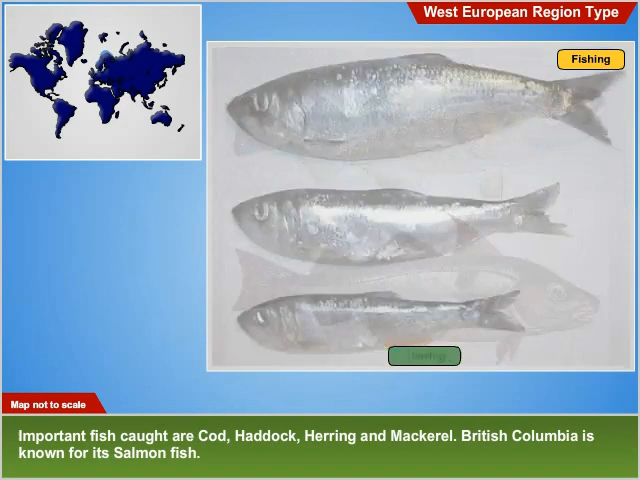 West European Region Type
Fishing
Map not to scale
Important fish caught are Cod, Haddock, Herring and Mackerel. British Columbia is
known for its Salmon fish.